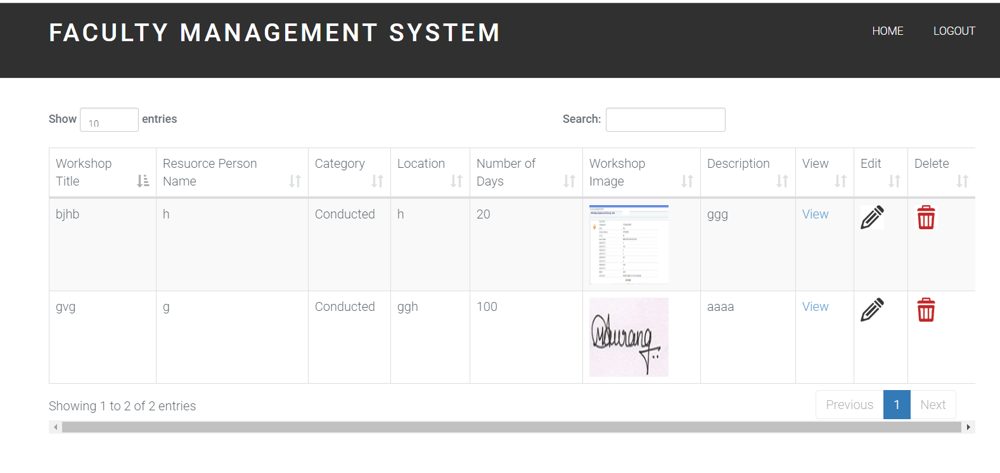 FACULTY MANAGEMENT SYSTEM
HOME
LOGOUT
Show 10 entries
Search:
Workshop Title
Resuorce Person Name
Category
Location
Number of Days
Workshop Image
Description
View
Edit
Delete
bjhb
h
Conducted
h
20
ggg
View
gvg
g
Conducted
ggh
100
aaaa
View
Showing 1 to 2 of 2 entries
Previous
1
Next